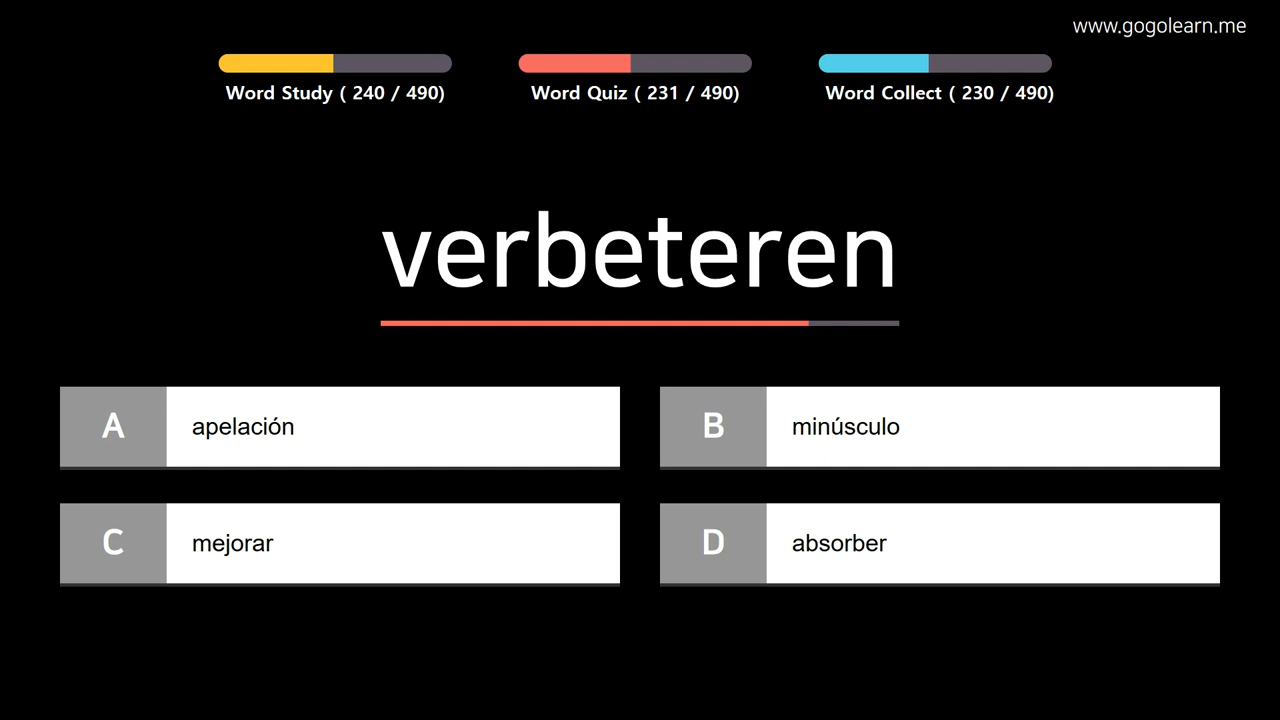 www.gogolearn.me
Word Study ( 240 / 490)
Word Quiz ( 231 / 490)
Word Collect ( 230 / 490)
verbeteren
A apelación
B minúsculo
C mejorar
D absorber